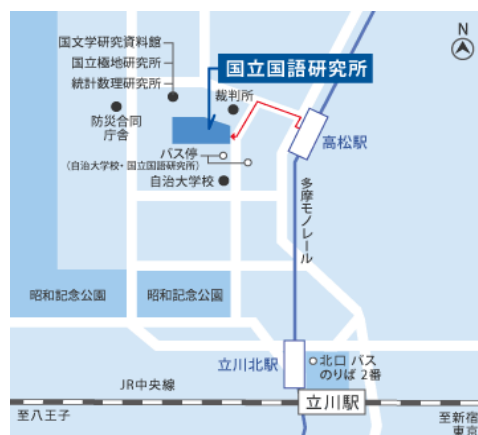 N
国文学研究資料館
国立極地研究所
統計数理研究所
国立国語研究所
裁判所
防災合同
庁舎
高松駅
バス停
(自治大学校・国立国語研究所)
自治大学校
多摩モノレール
昭和記念公園
昭和記念公園
立川北駅
北口 バス
のりば 2番
JR中央線
立川駅
至八王子
至新宿
東京